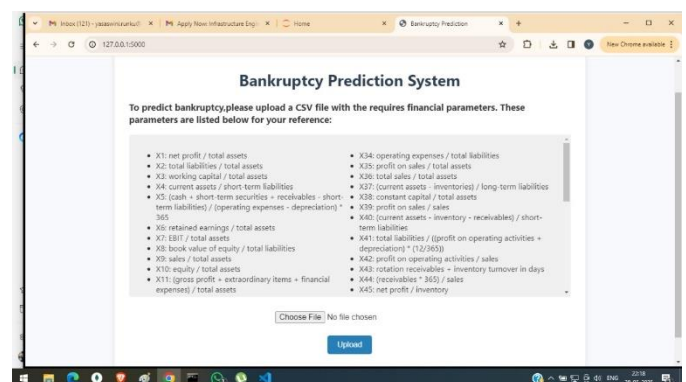 Inbox (121) - yasaswini.runku@
Apply Now: Infrastructure Engi
Home
Bankruptcy Prediction
127.0.0.1:5000
New Chrome available
Bankruptcy Prediction System
To predict bankruptcy,please upload a CSV file with the requires financial parameters. These
parameters are listed below for your reference:
X1: net profit / total assets
X2: total liabilities / total assets
X3: working capital / total assets
X4: current assets / short-term liabilities
X5: (cash + short-term securities + receivables - short-
term liabilities) / (operating expenses - depreciation) *
365
X6: retained earnings / total assets
X7: EBIT / total assets
X8: book value of equity / total liabilities
X9: sales / total assets
X10: equity / total assets
X11: (gross profit + extraordinary items + financial
expenses) / total assets
X34: operating expenses / total liabilities
X35: profit on sales / total assets
X36: total sales / total assets
X37: (current assets - inventories) / long-term liabilities
X38: constant capital / total assets
X39: profit on sales / sales
X40: (current assets - inventory - receivables) / short-
term liabilities
X41: total liabilities / ((profit on operating activities +
depreciation) * (12/365))
X42: profit on operating activities / sales
X43: rotation receivables + inventory turnover in days
X44: (receivables * 365) / sales
X45: net profit / inventory
Choose File No file chosen
Upload
ENG
22:18